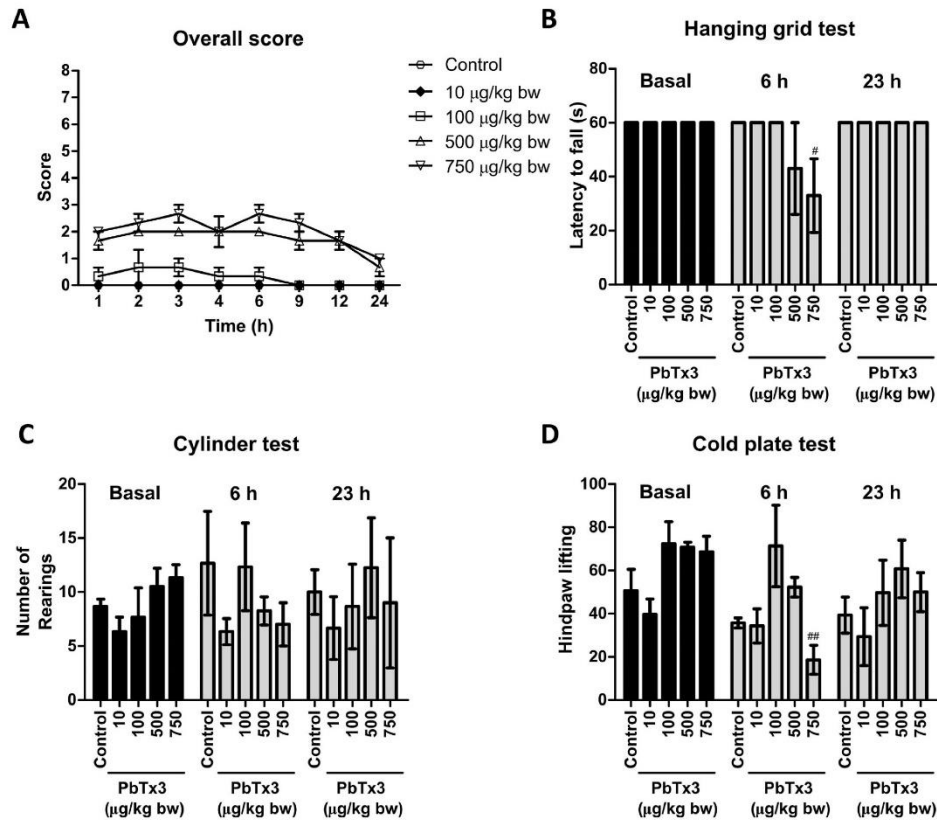 A
Overall score
Score
8
7
6
5
4
3
2
1
0
1 2 3 4 6 9 12 24
Time (h)
Control
10 μg/kg bw
100 μg/kg bw
500 μg/kg bw
750 μg/kg bw
B
Hanging grid test
Latency to fall (s)
80
60
40
20
0
Basal 6 h 23 h
#
Control 10 100 500 750 Control 10 100 500 750 Control 10 100 500 750
PbTx3 PbTx3 PbTx3
(μg/kg bw) (μg/kg bw) (μg/kg bw)
C
Cylinder test
Number of
Rearings
20
15
10
5
0
Basal 6 h 23 h
Control 10 100 500 750 Control 10 100 500 750 Control 10 100 500 750
PbTx3 PbTx3 PbTx3
(μg/kg bw) (μg/kg bw) (μg/kg bw)
D
Cold plate test
Hindpaw lifting
100
80
60
40
20
0
Basal 6 h 23 h
##
Control 10 100 500 750 Control 10 100 500 750 Control 10 100 500 750
PbTx3 PbTx3 PbTx3
(μg/kg bw) (μg/kg bw) (μg/kg bw)